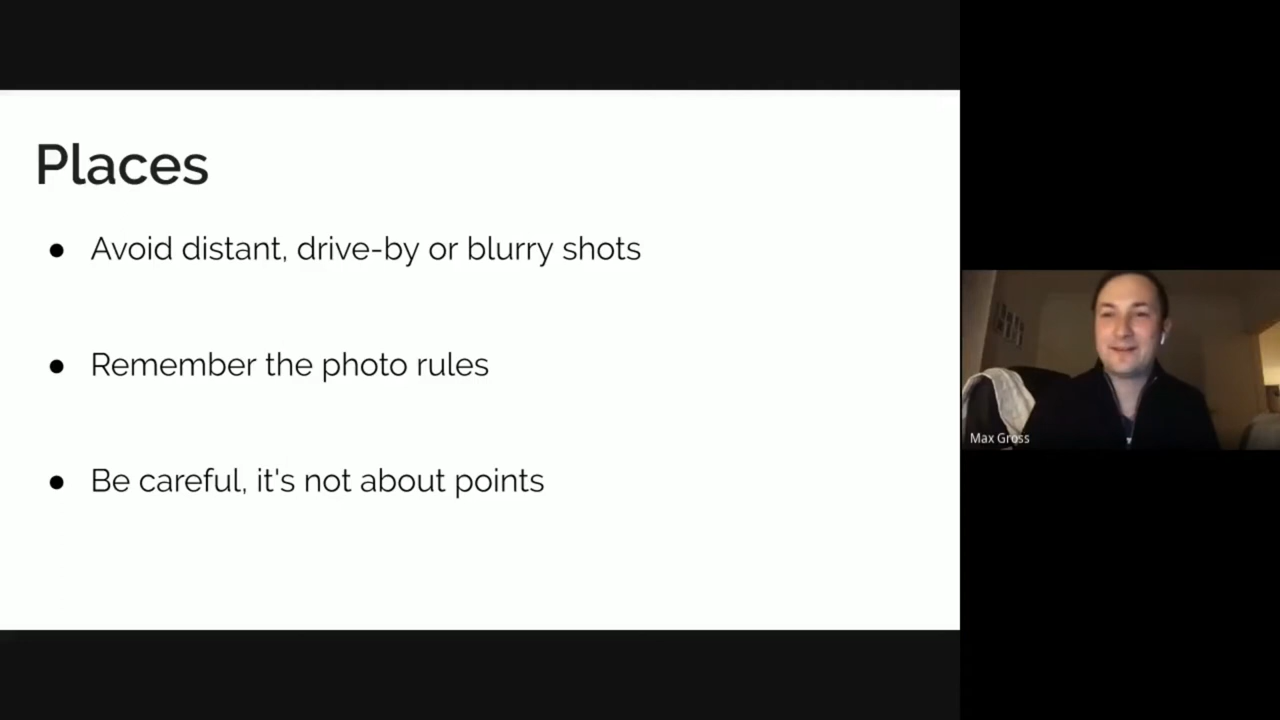 Places
● Avoid distant, drive-by or blurry shots
● Remember the photo rules
● Be careful, it's not about points
Max Gross